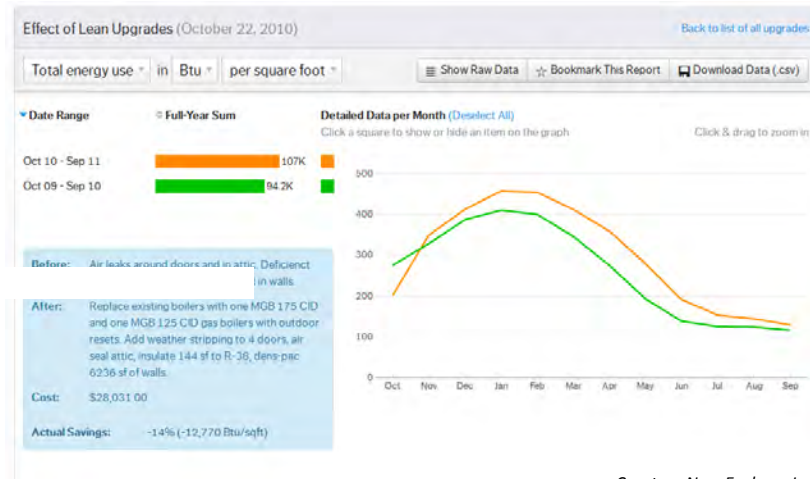 Effect of Lean Upgrades (October 22, 2010)
Back to list of all upgrades
Total energy use in Btu per square foot
Show Raw Data
Bookmark This Report
Download Data (.csv)
Date Range
Full-Year Sum
Detailed Data per Month (Deselect All)
Click a square to show or hide an item on the graph
Click & drag to zoom in
Oct 10 - Sep 11
107K
Oct 09 - Sep 10
94.2K
500
400
300
200
100
0
Oct Nov Dec Jan Feb Mar Apr May Jun Jul Aug Sep
Before: Air leaks around doors and in attic. Deficienct
in walls
After: Replace existing boilers with one MGB 175 CID
and one MGB 125 CID gas boilers with outdoor
resets. Add weather stripping to 4 doors, air
seal attic, insulate 144 sf to R-38, dens-pac
6236 sf of walls.
Cost: $28,031.00
Actual Savings: -14% (-12,770 Btu/sqft)